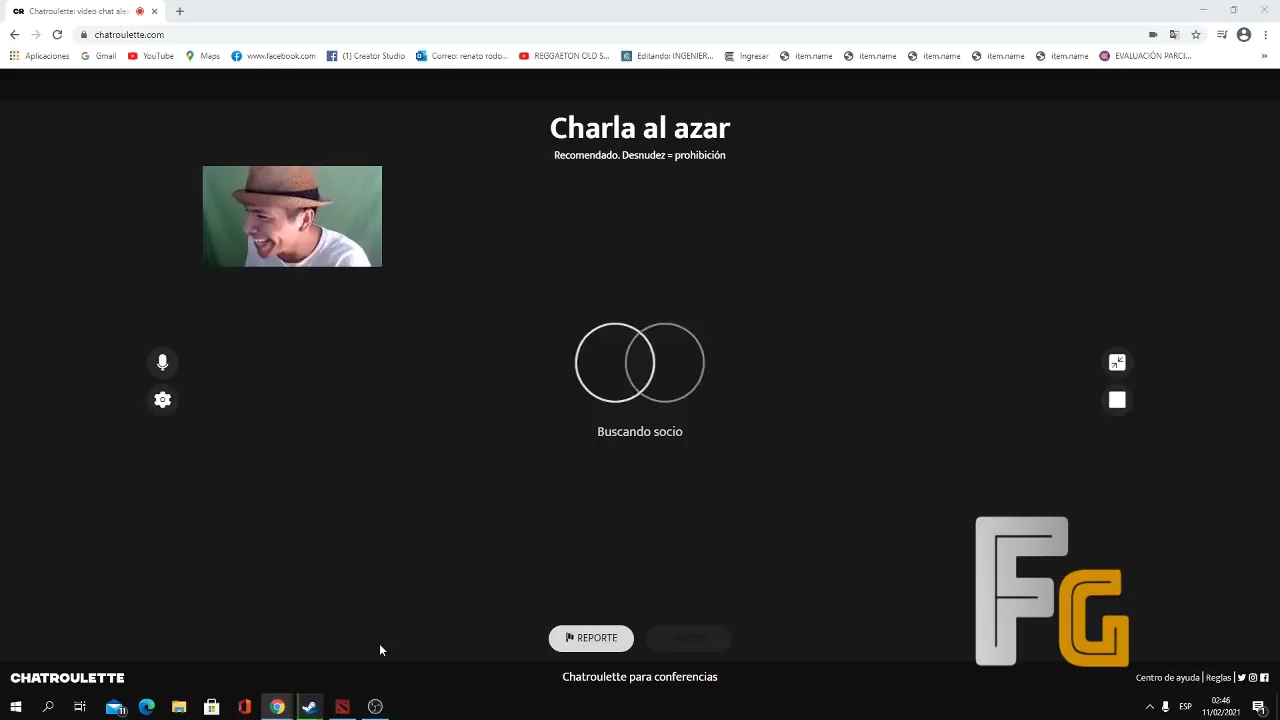 CR Chatroulette: video chat ale
chatroulette.com
Aplicaciones Gmail YouTube Maps www.facebook.com (1) Creator Studio Correo: renato rodo... REGGAETON OLD S... Editando: INGENIER... Ingresar item.name item.name item.name item.name item.name EVALUACIÓN PARCI... »
Charla al azar
Recomendado. Desnudez = prohibición
Buscando socio
FG
REPORTE
CHATROULETTE
Chatroulette para conferencias
Centro de ayuda | Reglas
ESP
02:46
11/02/2021